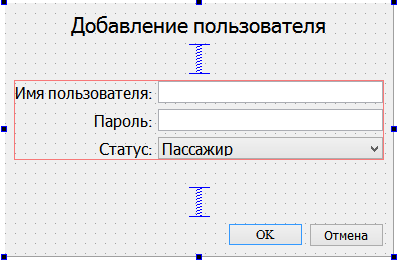 Добавление пользователя
Имя пользователя:
Пароль:
Статус: Пассажир
OK Отмена